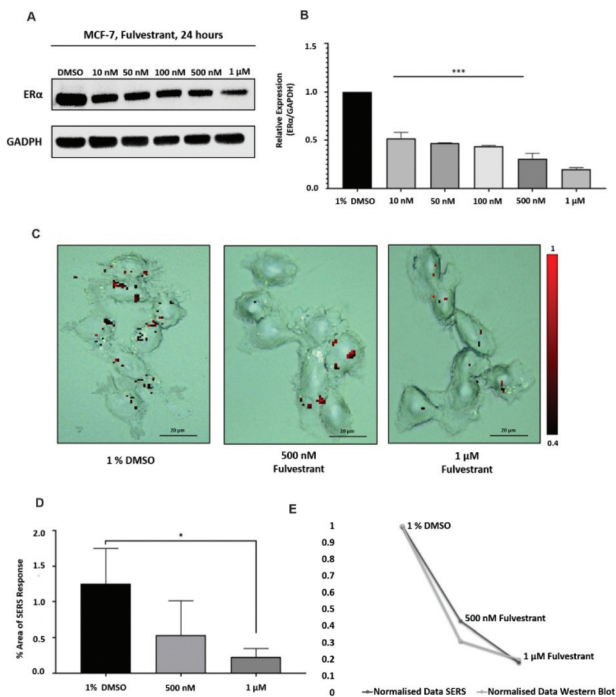 A
MCF-7, Fulvestrant, 24 hours
DMSO 10 nM 50 nM 100 nM 500 nM 1 µM
ERα
GADPH
B
Relative Expression
(ERα/GAPDH)
1.5
1.0
0.5
0.0
***
1% DMSO 10 nM 50 nM 100 nM 500 nM 1 µM
C
1
0.4
20 µm 20 µm 20 µm
1 % DMSO
500 nM
Fulvestrant
1 µM
Fulvestrant
D
% Area of SERS Response
2.0
1.5
1.0
0.5
0.0
*
1% DMSO 500 nM 1 µM
E
1
0.9
0.8
0.7
0.6
0.5
0.4
0.3
0.2
0.1
0
1 % DMSO
500 nM Fulvestrant
1 µM Fulvestrant
Normalised Data SERS Normalised Data Western Blot